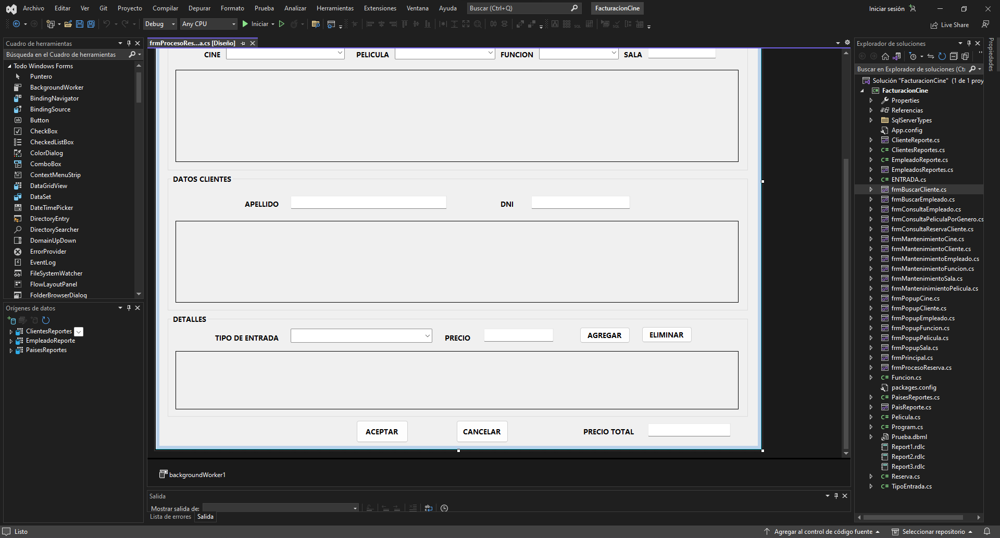 Archivo Editar Ver Git Proyecto Compilar Depurar Formato Prueba Analizar Herramientas Extensiones Ventana Ayuda Buscar (Ctrl+Q) FacturacionCine Iniciar sesión
Debug Any CPU Iniciar Live Share
Cuadro de herramientas
Búsqueda en el Cuadro de herramientas
Todo Windows Forms
Puntero
BackgroundWorker
BindingNavigator
BindingSource
Button
CheckBox
CheckedListBox
ColorDialog
ComboBox
ContextMenuStrip
DataGridView
DataSet
DateTimePicker
DirectoryEntry
DirectorySearcher
DomainUpDown
ErrorProvider
EventLog
FileSystemWatcher
FlowLayoutPanel
FolderBrowserDialog
Orígenes de datos
ClientesReportes
EmpleadoReporte
PaisesReportes
frmProcesoRes...a.cs [Diseño]
CINE PELICULA FUNCION SALA
DATOS CLIENTES
APELLIDO DNI
DETALLES
TIPO DE ENTRADA PRECIO AGREGAR ELIMINAR
ACEPTAR CANCELAR PRECIO TOTAL
backgroundWorker1
Salida
Mostrar salida de:
Lista de errores Salida
Explorador de soluciones
Buscar en Explorador de soluciones (Ctr
Solución "FacturacionCine" (1 de 1 proy
FacturacionCine
Properties
Referencias
SqlServerTypes
App.config
ClienteReporte.cs
ClientesReportes.cs
EmpleadoReporte.cs
EmpleadosReportes.cs
ENTRADA.cs
frmBuscarCliente.cs
frmBuscarEmpleado.cs
frmConsultaEmpleado.cs
frmConsultaPeliculaPorGenero.cs
frmConsultaReservaCliente.cs
frmMantenimientoCine.cs
frmMantenimientoCliente.cs
frmMantenimientoEmpleado.cs
frmMantenimientoFuncion.cs
frmMantenimientoSala.cs
frmManteninimientoPelicula.cs
frmPopupCine.cs
frmPopupCliente.cs
frmPopupEmpleado.cs
frmPopupFuncion.cs
frmPopupPelicula.cs
frmPopupSala.cs
frmPrincipal.cs
frmProcesoReserva.cs
Funcion.cs
packages.config
PaisesReportes.cs
PaisReporte.cs
Pelicula.cs
Program.cs
Prueba.dbml
Report1.rdlc
Report2.rdlc
Report3.rdlc
Reserva.cs
TipoEntrada.cs
Propiedades
Listo Agregar al control de código fuente Seleccionar repositorio